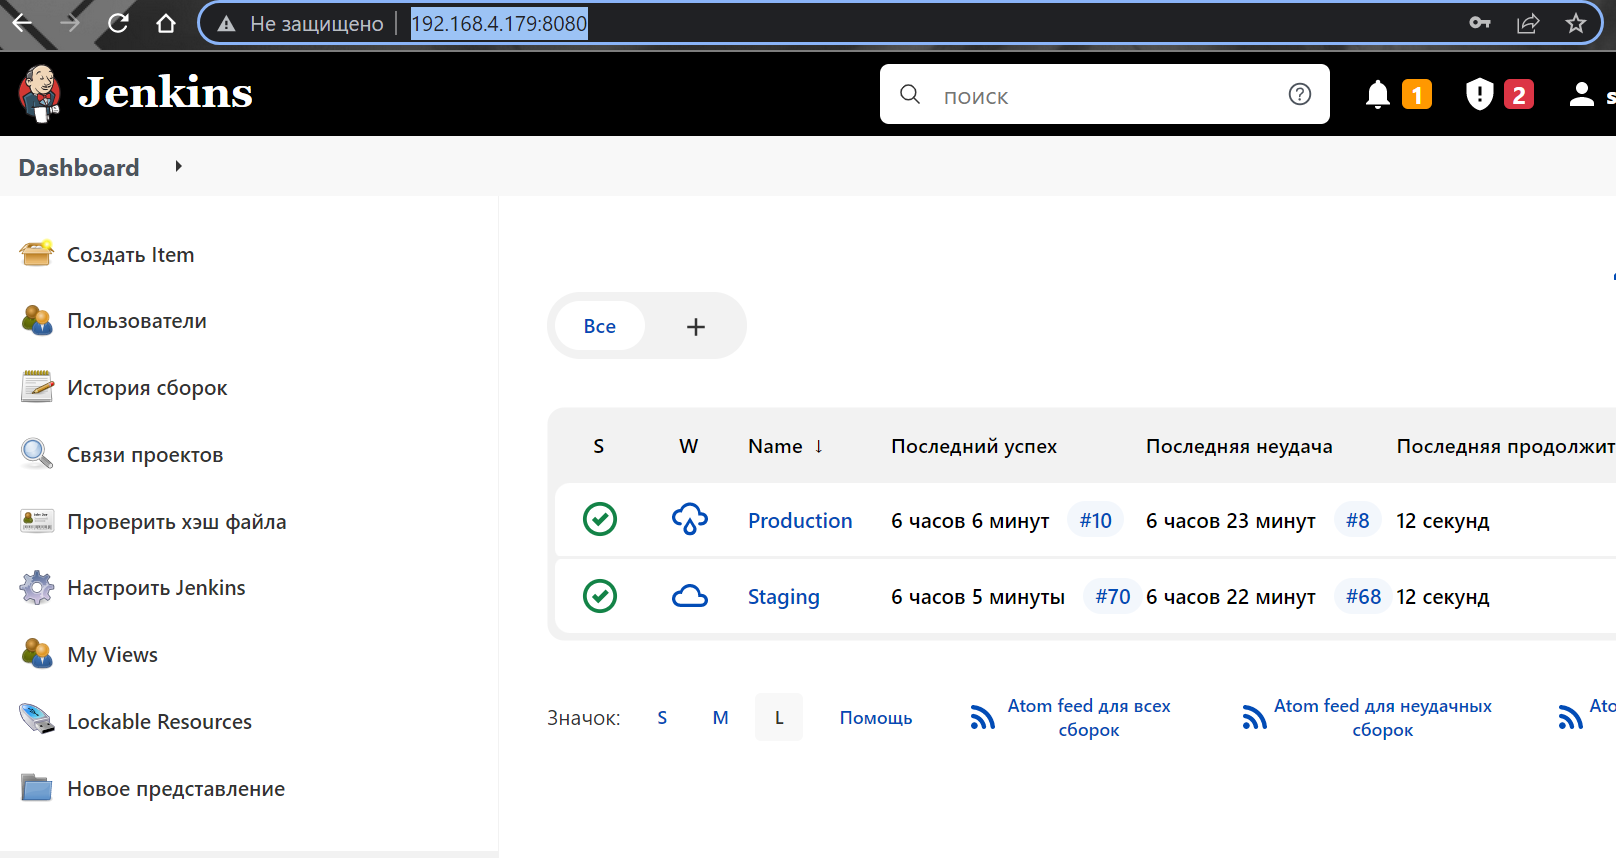 Не защищено
192.168.4.179:8080
Jenkins
поиск
1
2
Dashboard
Создать Item
Пользователи
История сборок
Связи проектов
Проверить хэш файла
Настроить Jenkins
My Views
Lockable Resources
Новое представление
Все +
S W Name ↓ Последний успех Последняя неудача Последняя продолжит
Production 6 часов 6 минут #10 6 часов 23 минут #8 12 секунд
Staging 6 часов 5 минуты #70 6 часов 22 минут #68 12 секунд
Значок: S M L Помощь
Atom feed для всех
сборок
Atom feed для неудачных
сборок
Ato